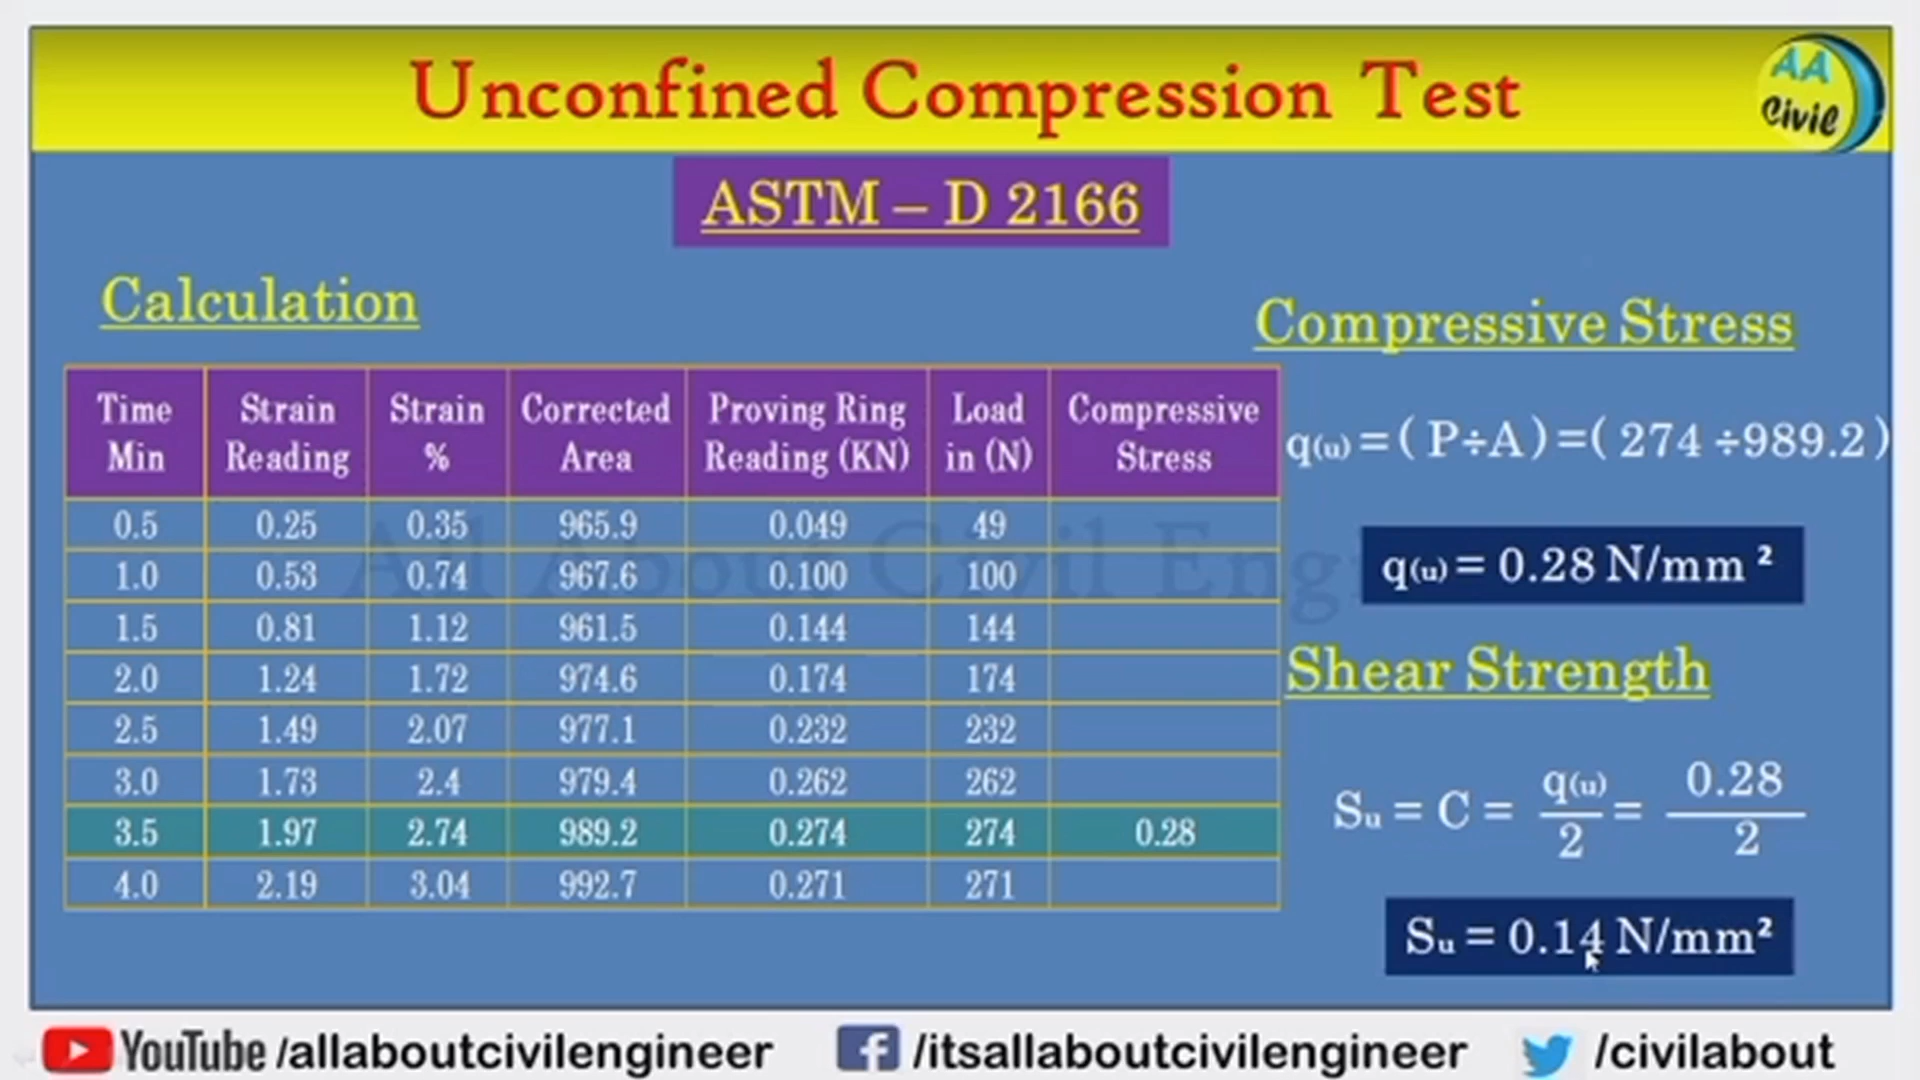 Unconfined Compression Test
AA
Civil
ASTM – D 2166
Calculation
Time Min | Strain Reading | Strain % | Corrected Area | Proving Ring Reading (KN) | Load in (N) | Compressive Stress
0.5 | 0.25 | 0.35 | 965.9 | 0.049 | 49
1.0 | 0.53 | 0.74 | 967.6 | 0.100 | 100
1.5 | 0.81 | 1.12 | 961.5 | 0.144 | 144
2.0 | 1.24 | 1.72 | 974.6 | 0.174 | 174
2.5 | 1.49 | 2.07 | 977.1 | 0.232 | 232
3.0 | 1.73 | 2.4 | 979.4 | 0.262 | 262
3.5 | 1.97 | 2.74 | 989.2 | 0.274 | 274 | 0.28
4.0 | 2.19 | 3.04 | 992.7 | 0.271 | 271
All About Civil Engi
Compressive Stress
q(u) = ( P÷A ) =( 274 ÷989.2 )
q(u) = 0.28 N/mm ²
Shear Strength
Su = C = q(u)/2 = 0.28/2
Su = 0.14 N/mm²
YouTube /allaboutcivilengineer
f /itsallaboutcivilengineer
/civilabout